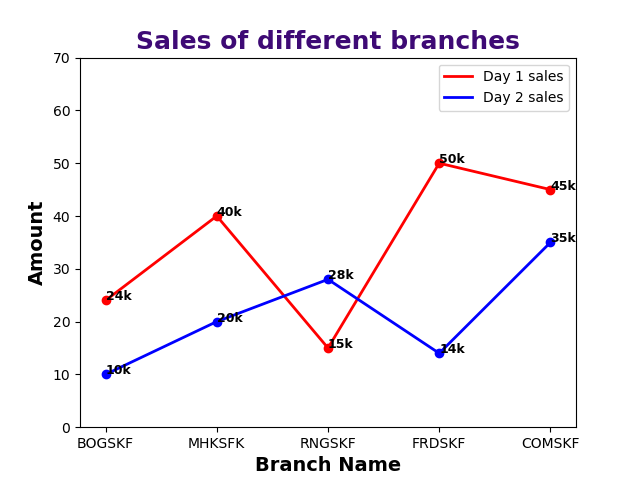 Sales of different branches
70
60
50
40
30
20
10
0
Amount
Day 1 sales
Day 2 sales
24k
40k
15k
50k
45k
10k
20k
28k
14k
35k
BOGSKF MHKSFK RNGSKF FRDSKF COMSKF
Branch Name